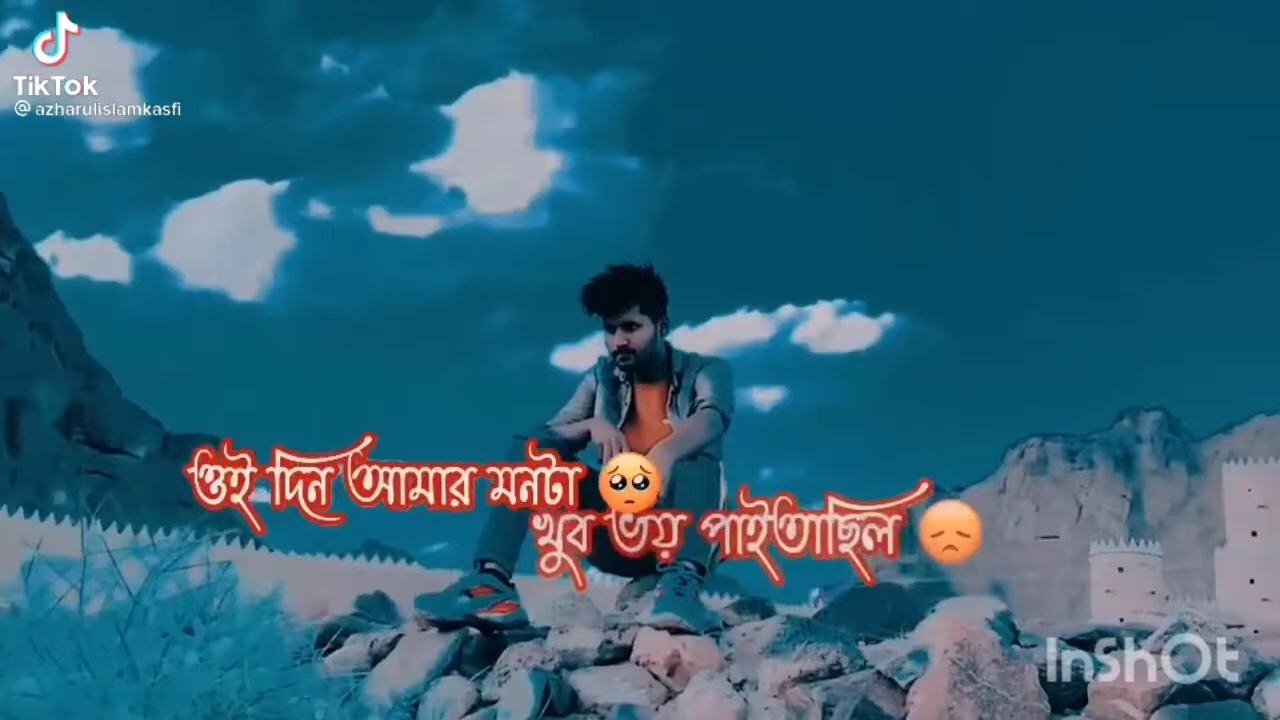 TikTok
@azharulislamkasfi
ওই দিন আমার মনটা 🥺
খুব ভয় পাইতাছিল 😞
InShOt